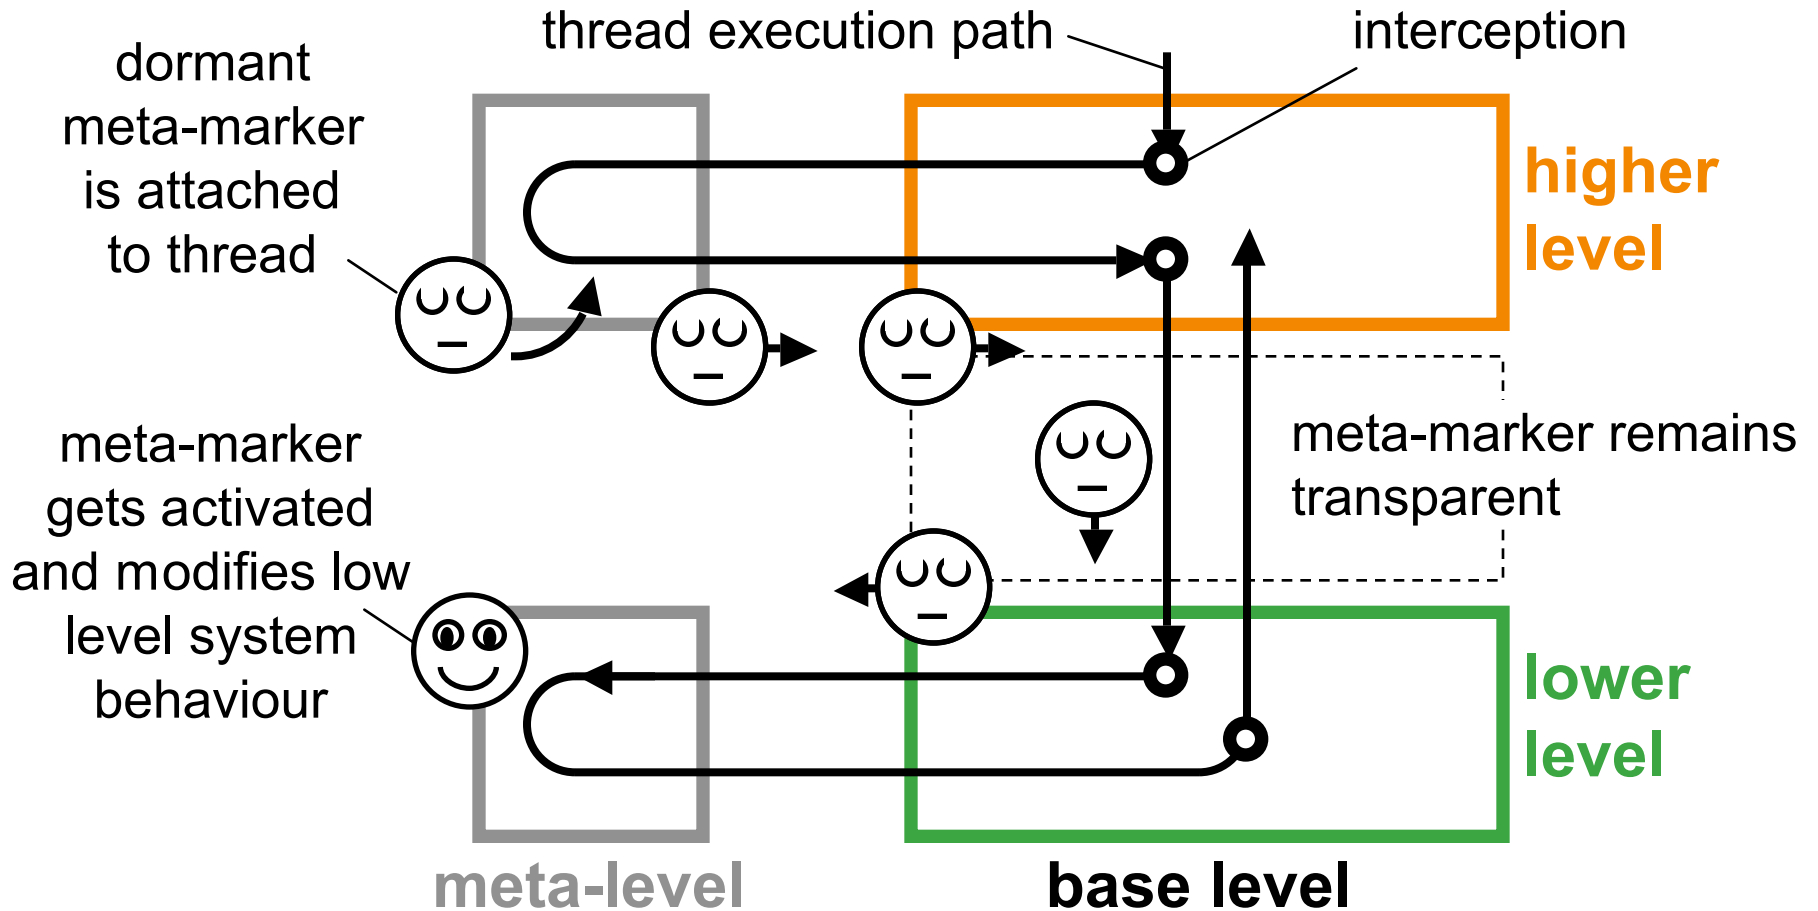 thread execution path
interception
dormant
meta-marker
is attached
to thread
higher
level
meta-marker remains
transparent
meta-marker
gets activated
and modifies low
level system
behaviour
lower
level
meta-level
base level